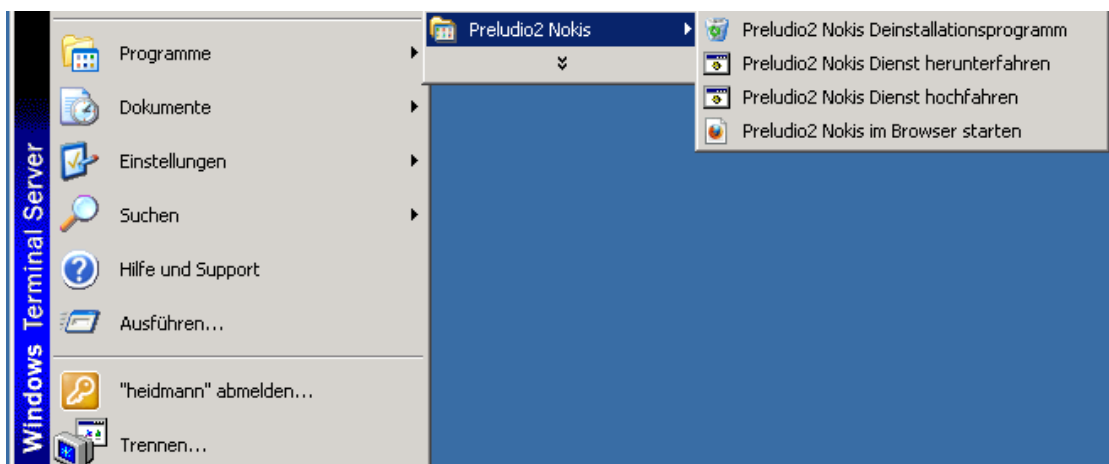 Windows Terminal Server
Programme
Dokumente
Einstellungen
Suchen
Hilfe und Support
Ausführen...
"heidmann" abmelden...
Trennen...
Preludio2 Nokis
Preludio2 Nokis Deinstallationsprogramm
Preludio2 Nokis Dienst herunterfahren
Preludio2 Nokis Dienst hochfahren
Preludio2 Nokis im Browser starten